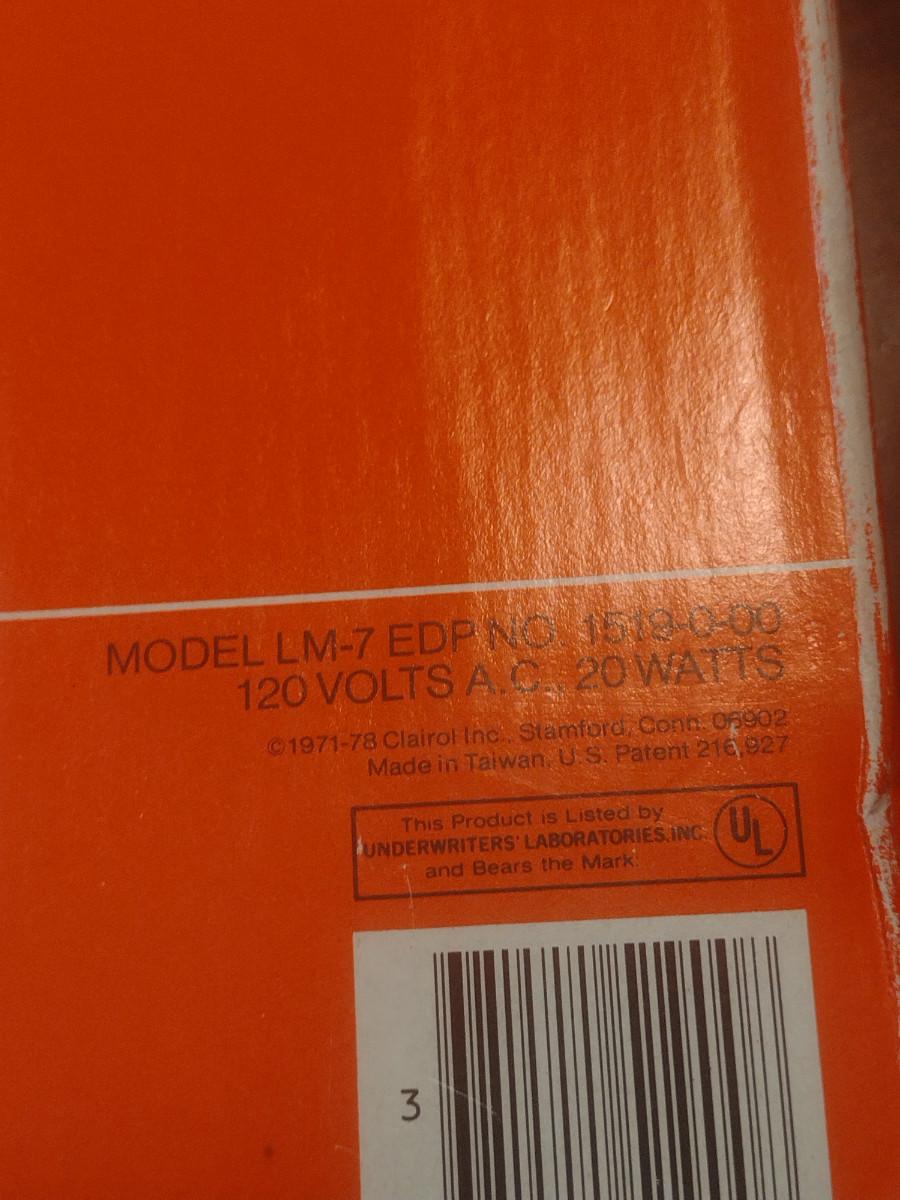 MODEL LM-7 EDP NO. 1519-0-00
120 VOLTS A.C., 20 WATTS
©1971-78 Clairol Inc., Stamford, Conn. 06902
Made in Taiwan, U.S. Patent 216,927
This Product is Listed by
UNDERWRITERS' LABORATORIES, INC.
and Bears the Mark.
UL
3